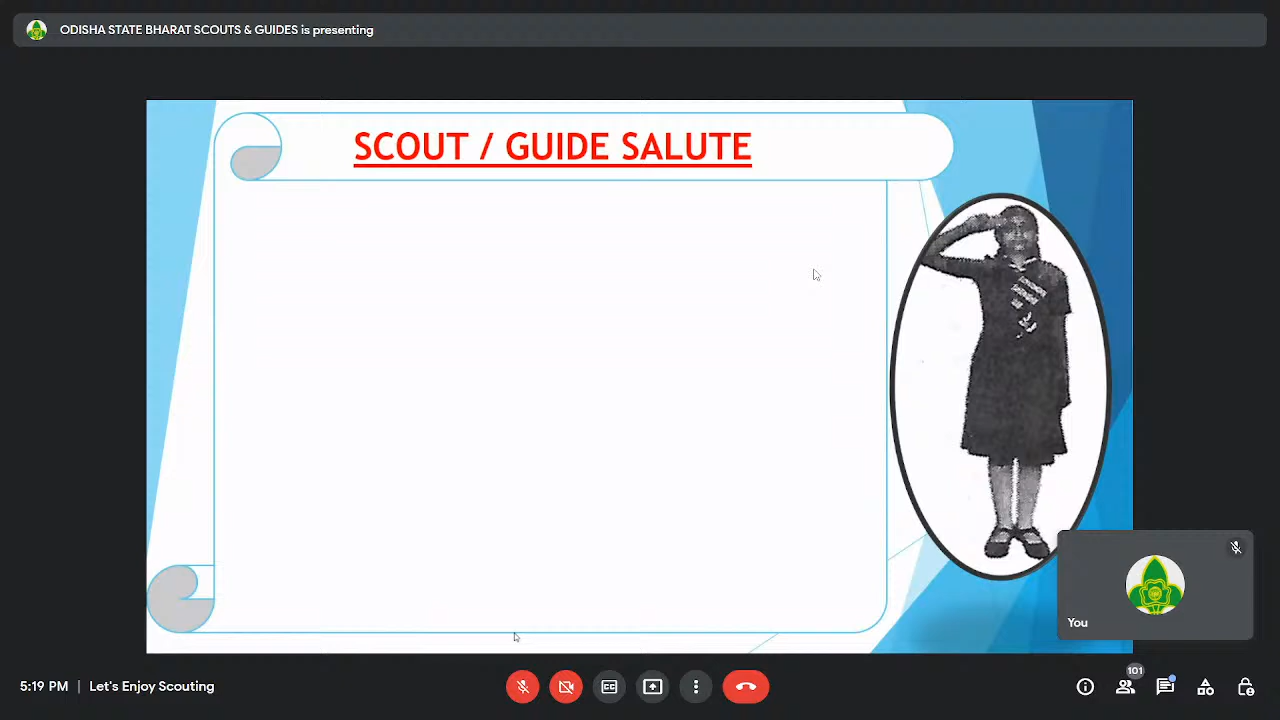 ODISHA STATE BHARAT SCOUTS & GUIDES is presenting
SCOUT / GUIDE SALUTE
You
5:19 PM | Let's Enjoy Scouting
101